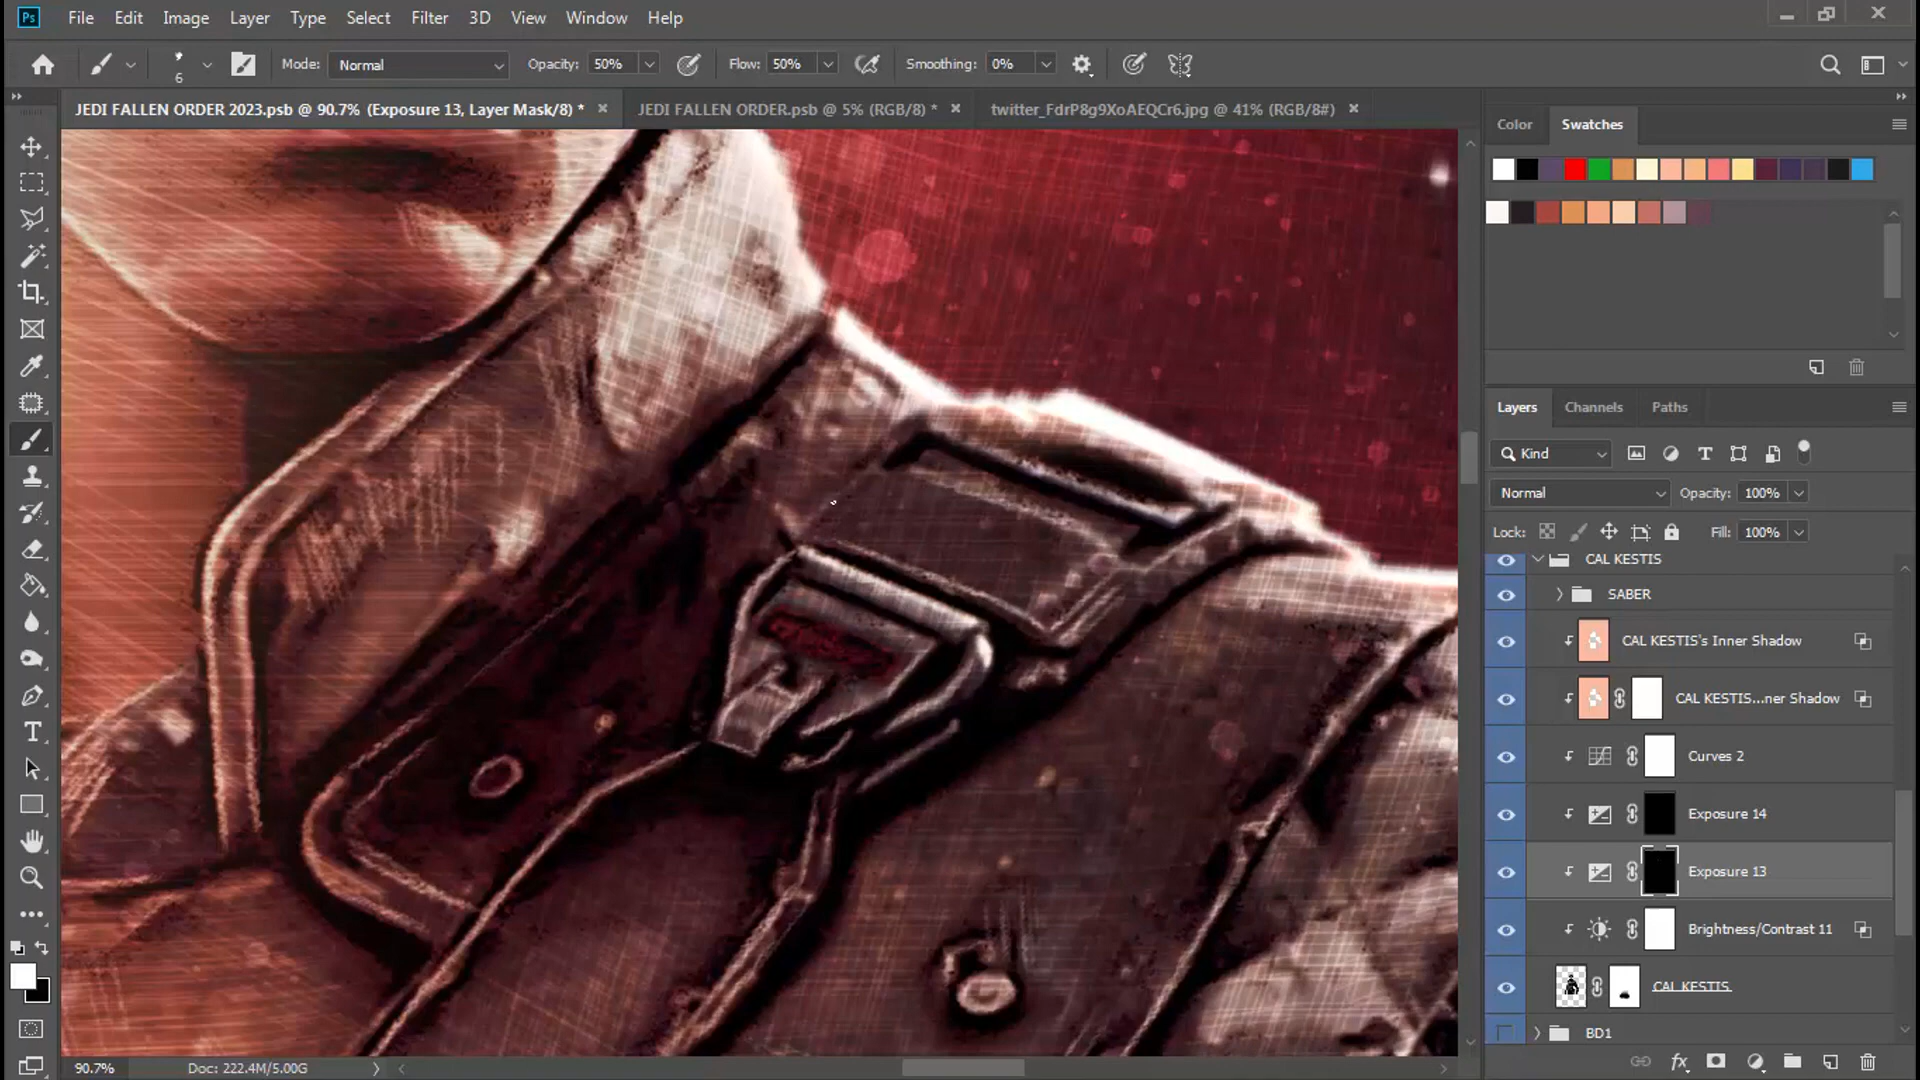 Ps File Edit Image Layer Type Select Filter 3D View Window Help
6 Mode: Normal Opacity: 50% Flow: 50% Smoothing: 0%
JEDI FALLEN ORDER 2023.psb @ 90.7% (Exposure 13, Layer Mask/8) * JEDI FALLEN ORDER.psb @ 5% (RGB/8) * twitter_FdrP8g9XoAEQCr6.jpg @ 41% (RGB/8#)
Color Swatches
Layers Channels Paths
Kind
Normal Opacity: 100%
Lock: Fill: 100%
CAL KESTIS
SABER
CAL KESTIS's Inner Shadow
CAL KESTIS...ner Shadow
Curves 2
Exposure 14
Exposure 13
Brightness/Contrast 11
CAL KESTIS
BD1
90.7% Doc: 222.4M/5.00G